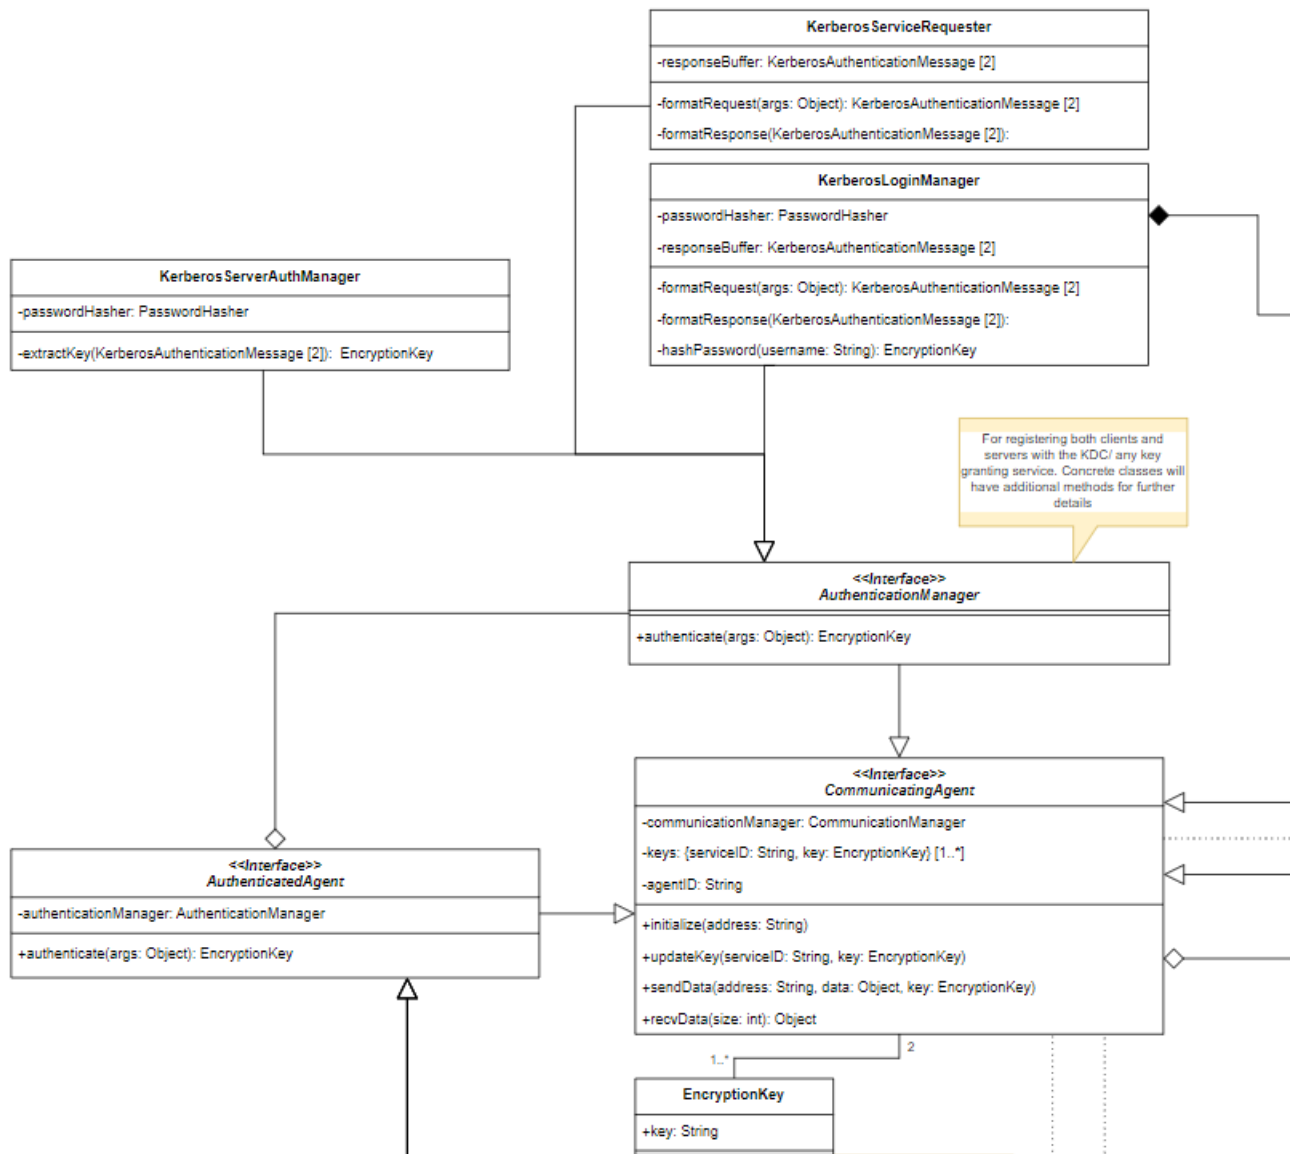 KerberosServiceRequester
-responseBuffer: KerberosAuthenticationMessage [2]
-formatRequest(args: Object): KerberosAuthenticationMessage [2]
-formatResponse(KerberosAuthenticationMessage [2]):
KerberosLoginManager
-passwordHasher: PasswordHasher
-responseBuffer: KerberosAuthenticationMessage [2]
-formatRequest(args: Object): KerberosAuthenticationMessage [2]
-formatResponse(KerberosAuthenticationMessage [2]):
-hashPassword(username: String): EncryptionKey
KerberosServerAuthManager
-passwordHasher: PasswordHasher
-extractKey(KerberosAuthenticationMessage [2]): EncryptionKey
For registering both clients and
servers with the KDC/ any key
granting service. Concrete classes will
have additional methods for further
details
<<Interface>>
AuthenticationManager
+authenticate(args: Object): EncryptionKey
<<Interface>>
CommunicatingAgent
-communicationManager: CommunicationManager
-keys: {serviceID: String, key: EncryptionKey} [1..*]
-agentID: String
+initialize(address: String)
+updateKey(serviceID: String, key: EncryptionKey)
+sendData(address: String, data: Object, key: EncryptionKey)
+recvData(size: int): Object
<<Interface>>
AuthenticatedAgent
-authenticationManager: AuthenticationManager
+authenticate(args: Object): EncryptionKey
2
1..*
EncryptionKey
+key: String